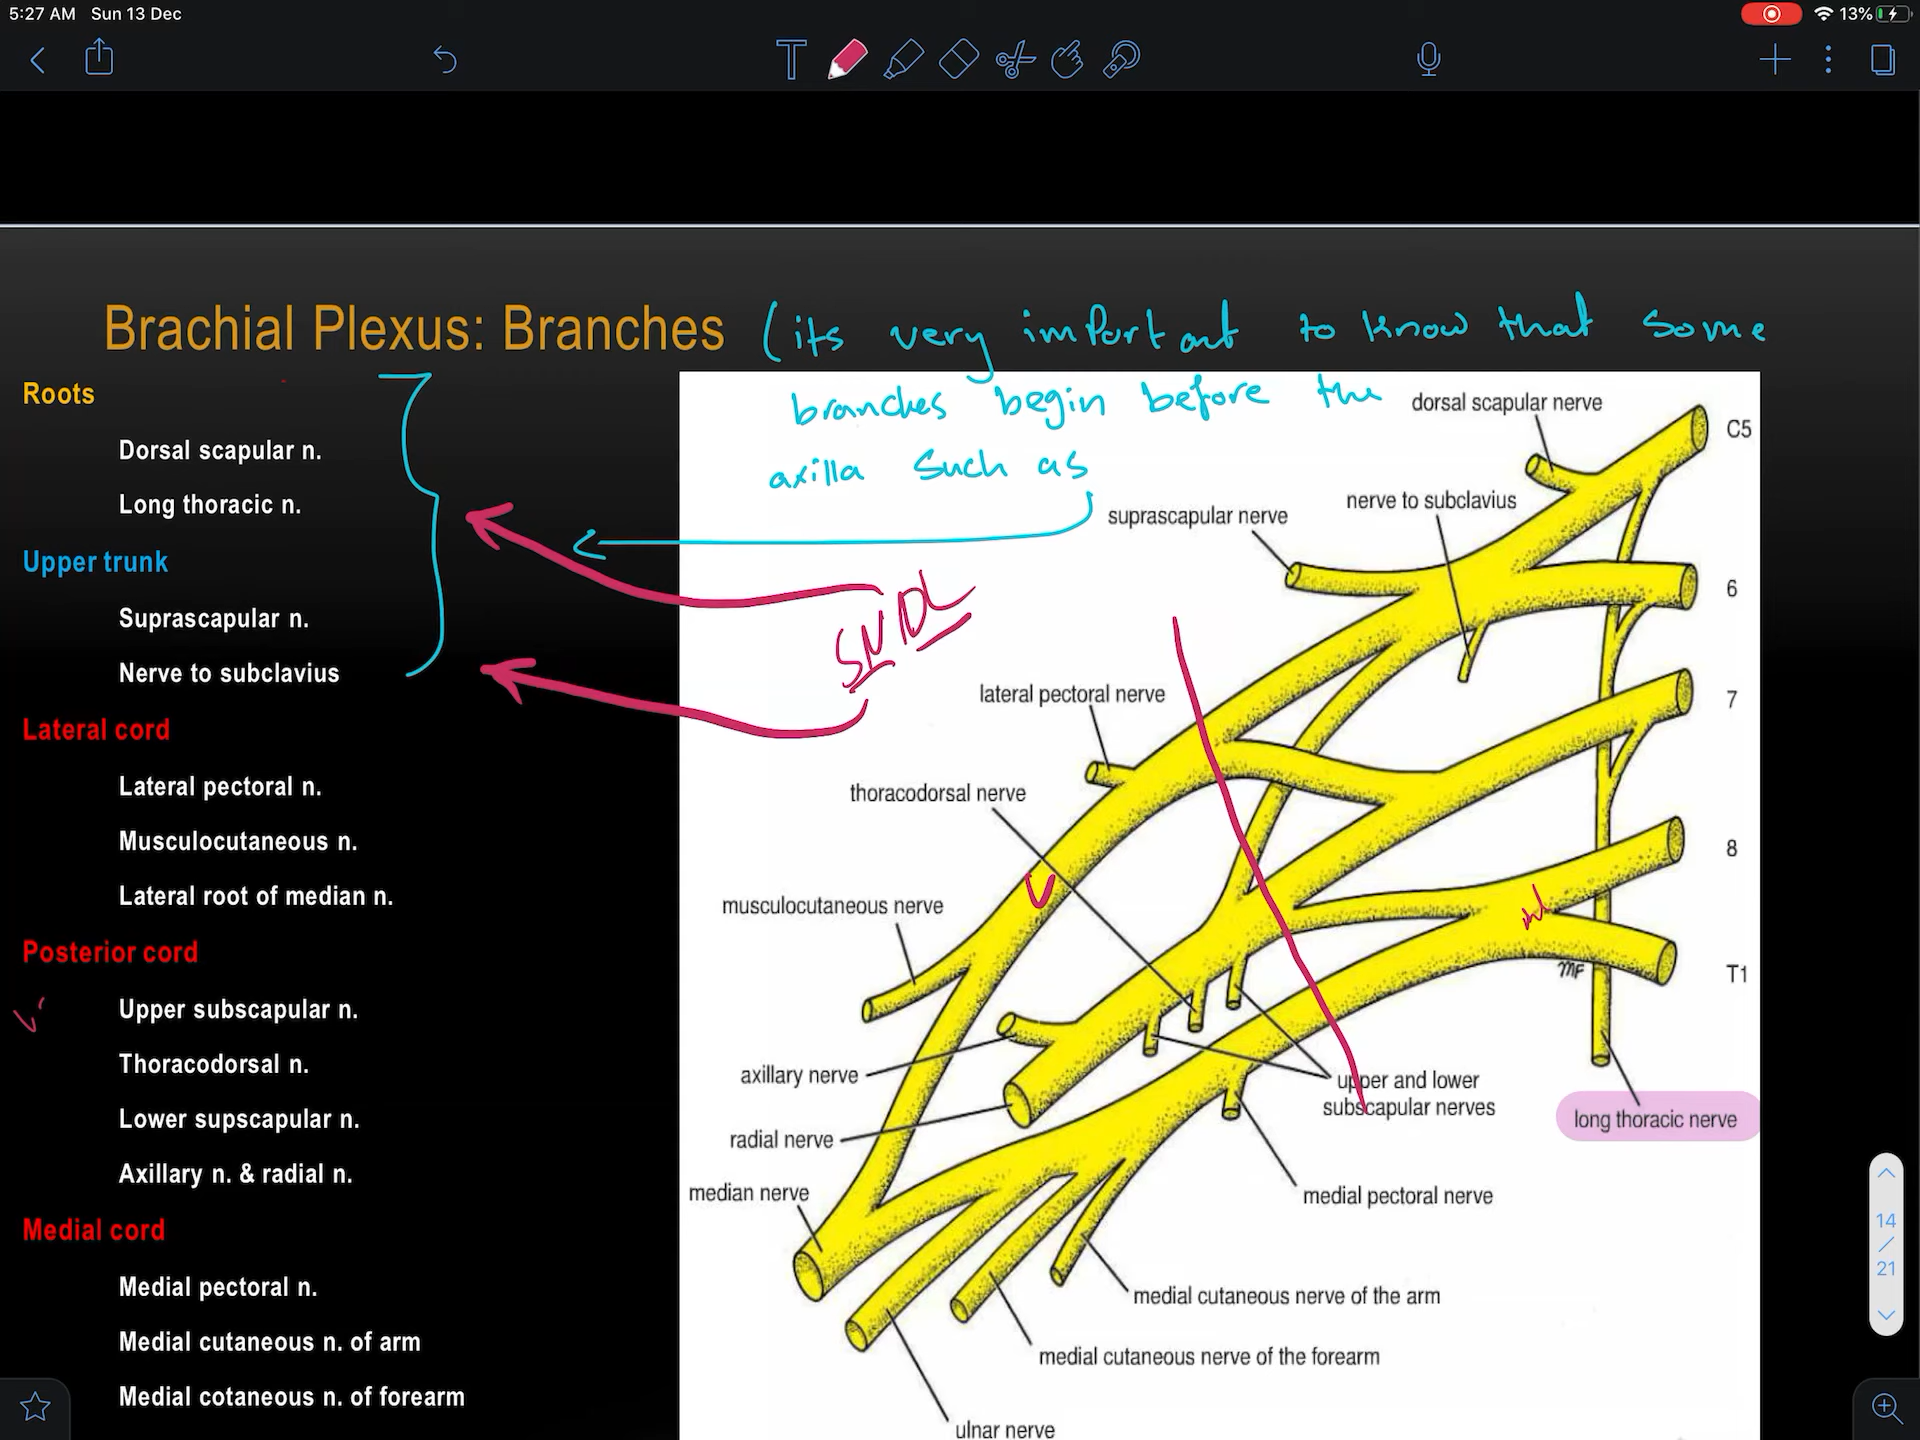 5:27 AM Sun 13 Dec
13%
Brachial Plexus: Branches (its very important to know that some
branches begin before the
axilla such as
SNDL
Roots
Dorsal scapular n.
Long thoracic n.
Upper trunk
Suprascapular n.
Nerve to subclavius
Lateral cord
Lateral pectoral n.
Musculocutaneous n.
Lateral root of median n.
Posterior cord
Upper subscapular n.
Thoracodorsal n.
Lower supscapular n.
Axillary n. & radial n.
Medial cord
Medial pectoral n.
Medial cutaneous n. of arm
Medial cotaneous n. of forearm
dorsal scapular nerve
C5
nerve to subclavius
suprascapular nerve
6
lateral pectoral nerve
7
thoracodorsal nerve
8
musculocutaneous nerve
MF
T1
axillary nerve
upper and lower
subscapular nerves
long thoracic nerve
radial nerve
median nerve
medial pectoral nerve
medial cutaneous nerve of the arm
medial cutaneous nerve of the forearm
ulnar nerve
14
/
21